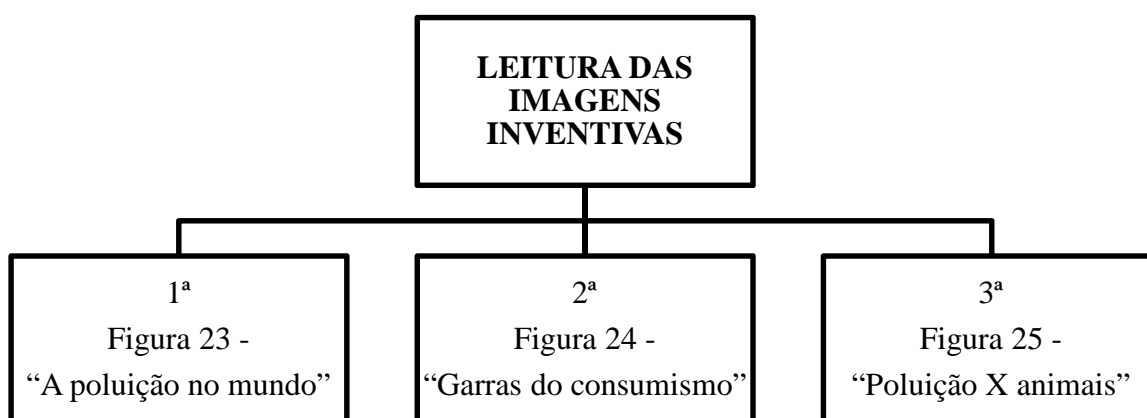 LEITURA DAS
IMAGENS
INVENTIVAS
1ª
Figura 23 -
“A poluição no mundo”
2ª
Figura 24 -
“Garras do consumismo”
3ª
Figura 25 -
“Poluição X animais”